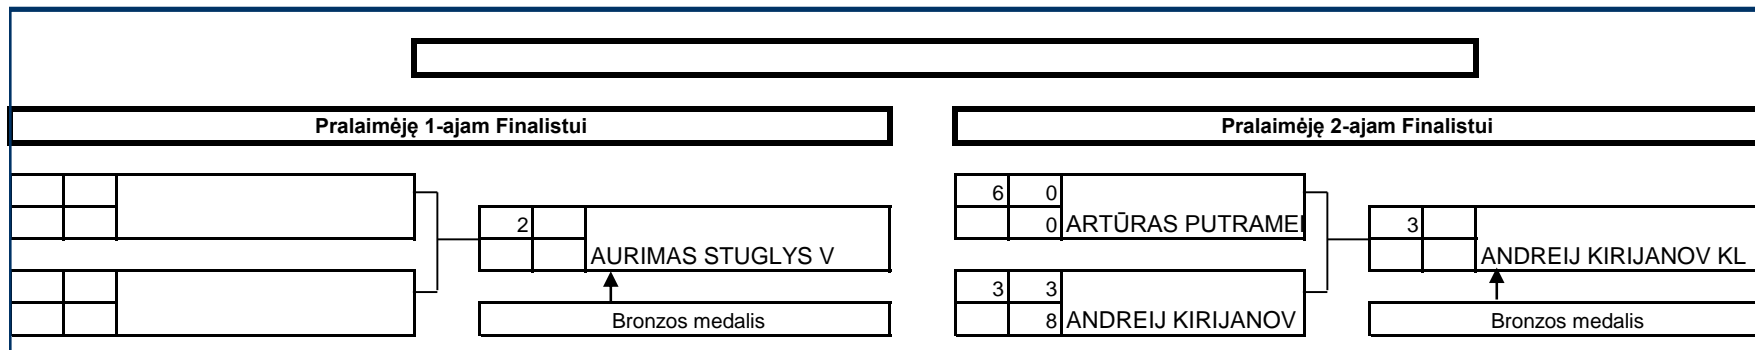 Pralaimėję 1-ajam Finalistui
Pralaimėję 2-ajam Finalistui
6 0
0 ARTŪRAS PUTRAMEI
2
3
AURIMAS STUGLYS V
ANDREIJ KIRIJANOV KL
3 3
8 ANDREIJ KIRIJANOV
Bronzos medalis
Bronzos medalis